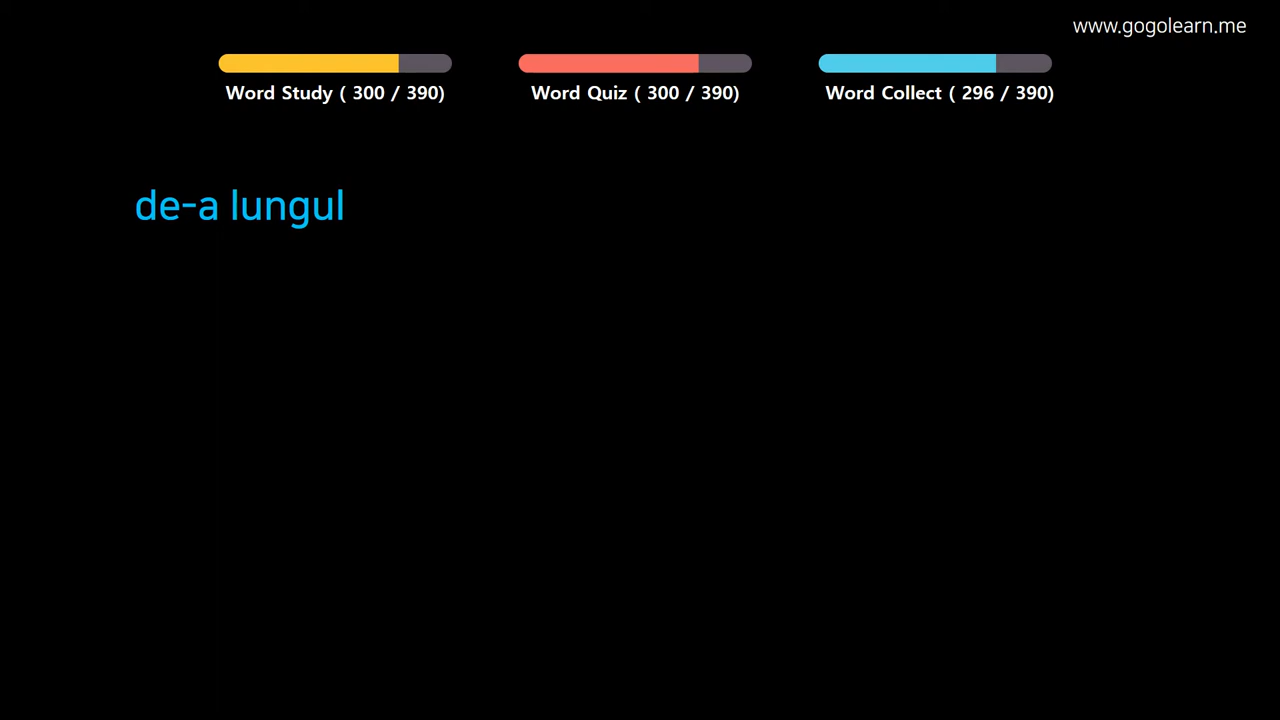 www.gogolearn.me
Word Study ( 300 / 390)
Word Quiz ( 300 / 390)
Word Collect ( 296 / 390)
de-a lungul